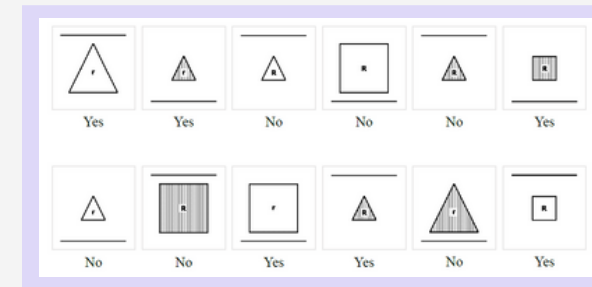 r r R R R R
Yes Yes No No No Yes
r R r R r R
No No Yes Yes No Yes